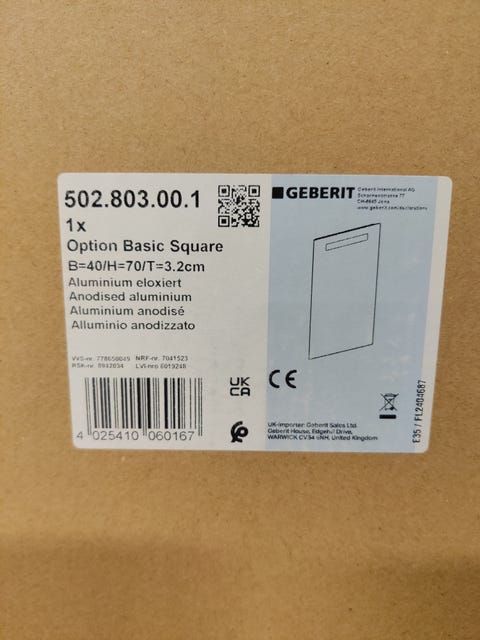 502.803.00.1
1x
Option Basic Square
B=40/H=70/T=3.2cm
Aluminium eloxiert
Anodised aluminium
Aluminium anodisé
Alluminio anodizzato
VVS-nr. 778650049 NRF-nr. 7041523
RSK-nr. 8942034 LVI-nro 6019248
4 025410 060167
UK
CA
GEBERIT
Geberit International AG
Schachenstrasse 77
CH-8645 Jona
www.geberit.com/declarations
CE
UK-importer: Geberit Sales Ltd.
Geberit House, Edgehill Drive,
WARWICK CV34 6NH, United Kingdom
E35 / FL2404687